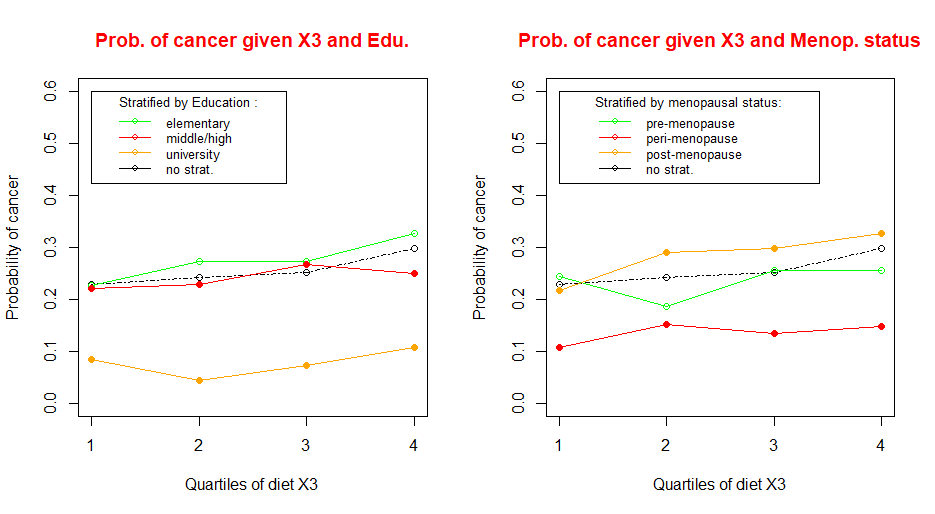 Prob. of cancer given X3 and Edu.
Probability of cancer
0.6
0.5
0.4
0.3
0.2
0.1
0.0
Stratified by Education :
elementary
middle/high
university
no strat.
1 2 3 4
Quartiles of diet X3
Prob. of cancer given X3 and Menop. status
Probability of cancer
0.6
0.5
0.4
0.3
0.2
0.1
0.0
Stratified by menopausal status:
pre-menopause
peri-menopause
post-menopause
no strat.
1 2 3 4
Quartiles of diet X3